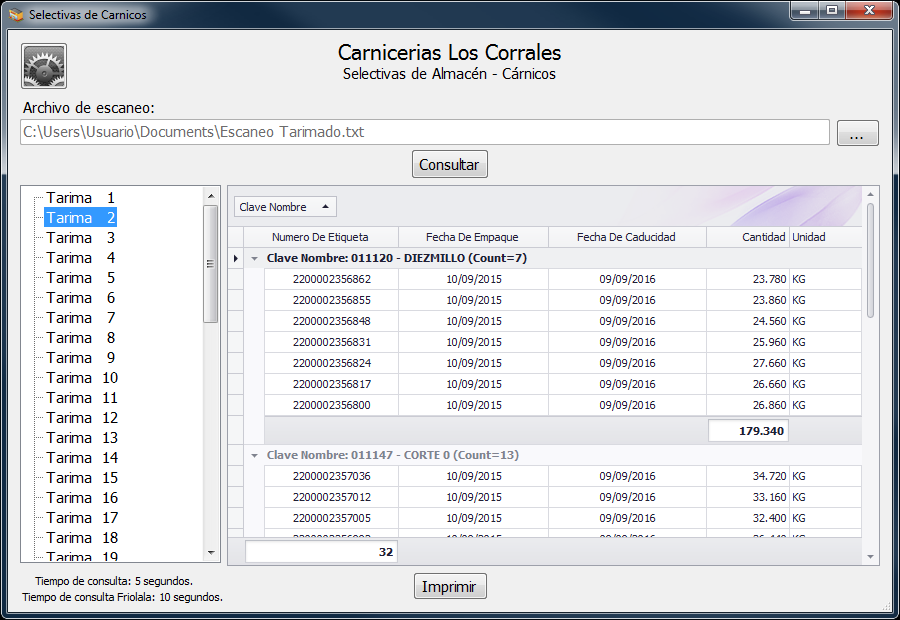 Selectivas de Carnicos
Carnicerias Los Corrales
Selectivas de Almacén - Cárnicos
Archivo de escaneo:
C:\Users\Usuario\Documents\Escaneo Tarimado.txt
...
Consultar
Tarima 1
Tarima 2
Tarima 3
Tarima 4
Tarima 5
Tarima 6
Tarima 7
Tarima 8
Tarima 9
Tarima 10
Tarima 11
Tarima 12
Tarima 13
Tarima 14
Tarima 15
Tarima 16
Tarima 17
Tarima 18
Tarima 19
Clave Nombre
Numero De Etiqueta Fecha De Empaque Fecha De Caducidad Cantidad Unidad
Clave Nombre: 011120 - DIEZMILLO (Count=7)
2200002356862 10/09/2015 09/09/2016 23.780 KG
2200002356855 10/09/2015 09/09/2016 23.860 KG
2200002356848 10/09/2015 09/09/2016 24.560 KG
2200002356831 10/09/2015 09/09/2016 25.960 KG
2200002356824 10/09/2015 09/09/2016 27.660 KG
2200002356817 10/09/2015 09/09/2016 26.660 KG
2200002356800 10/09/2015 09/09/2016 26.860 KG
179.340
Clave Nombre: 011147 - CORTE 0 (Count=13)
2200002357036 10/09/2015 09/09/2016 34.720 KG
2200002357012 10/09/2015 09/09/2016 33.160 KG
2200002357005 10/09/2015 09/09/2016 32.400 KG
10/09/2015 09/09/2016 KG
32
Tiempo de consulta: 5 segundos.
Tiempo de consulta Friolala: 10 segundos.
Imprimir